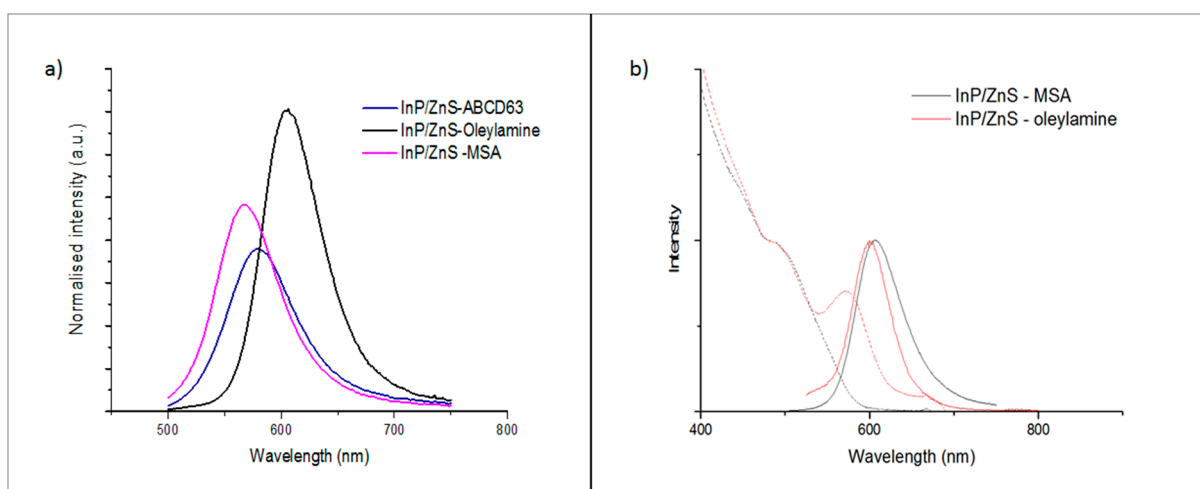 a)
InP/ZnS-ABCD63
InP/ZnS-Oleylamine
InP/ZnS -MSA
Normalised intensity (a.u.)
500 600 700 800
Wavelength (nm)
b)
InP/ZnS - MSA
InP/ZnS - oleylamine
Intensity
400 600 800
Wavelength (nm)